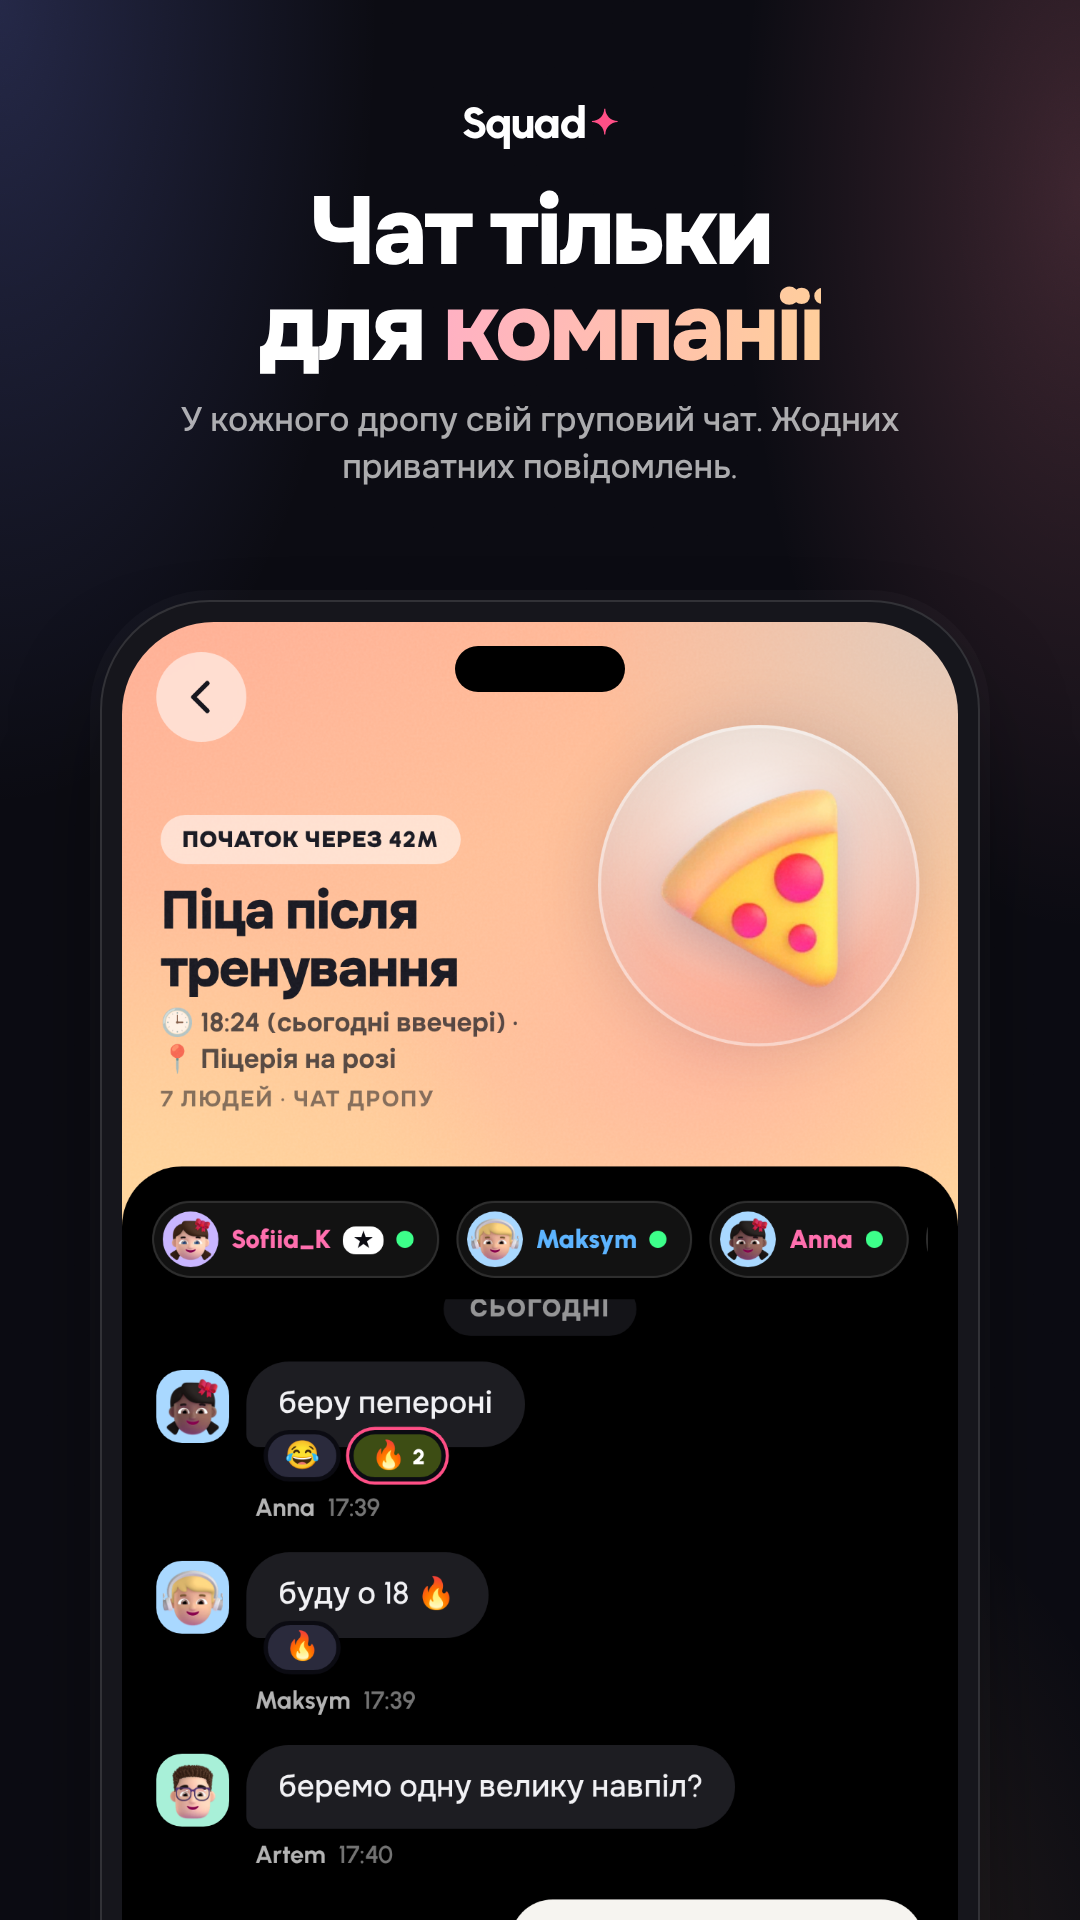 Squad
Чат тільки
для компанії
У кожного дропу свій груповий чат. Жодних
приватних повідомлень.
ПОЧАТОК ЧЕРЕЗ 42М
Піца після
тренування
🕒 18:24 (сьогодні ввечері) ·
📍 Піцерія на розі
7 ЛЮДЕЙ · ЧАТ ДРОПУ
Sofiia_K ★ Maksym Anna
СЬОГОДНІ
беру пепероні
😂 🔥 2
Anna 17:39
буду о 18 🔥
🔥
Maksym 17:39
беремо одну велику навпіл?
Artem 17:40